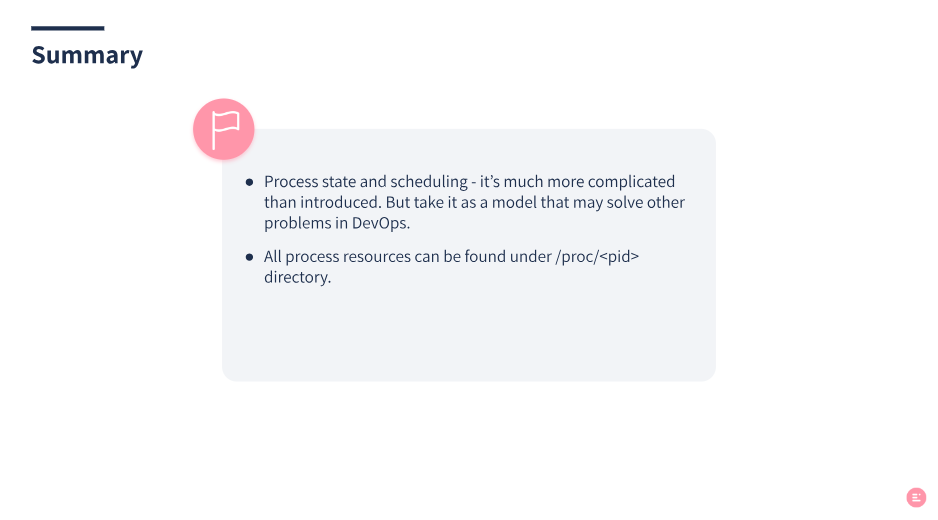 Summary
● Process state and scheduling - it’s much more complicated
than introduced. But take it as a model that may solve other
problems in DevOps.
● All process resources can be found under /proc/<pid>
directory.